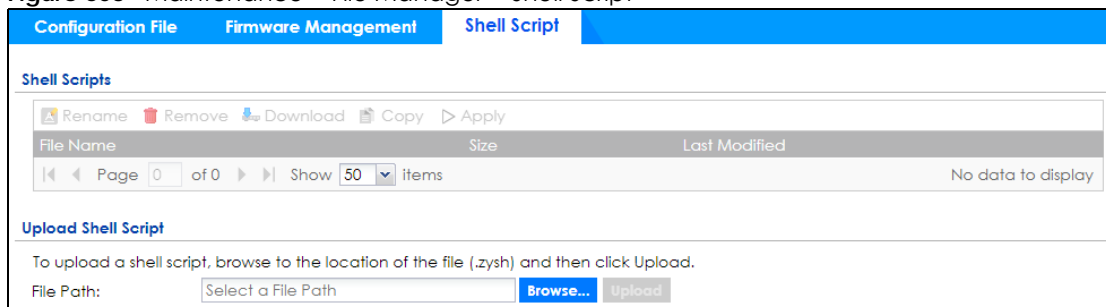 Configuration File Firmware Management Shell Script
Shell Scripts
Rename Remove Download Copy Apply
File Name Size Last Modified
Page 0 of 0 Show 50 items No data to display
Upload Shell Script
To upload a shell script, browse to the location of the file (.zysh) and then click Upload.
File Path: Select a File Path Browse... Upload